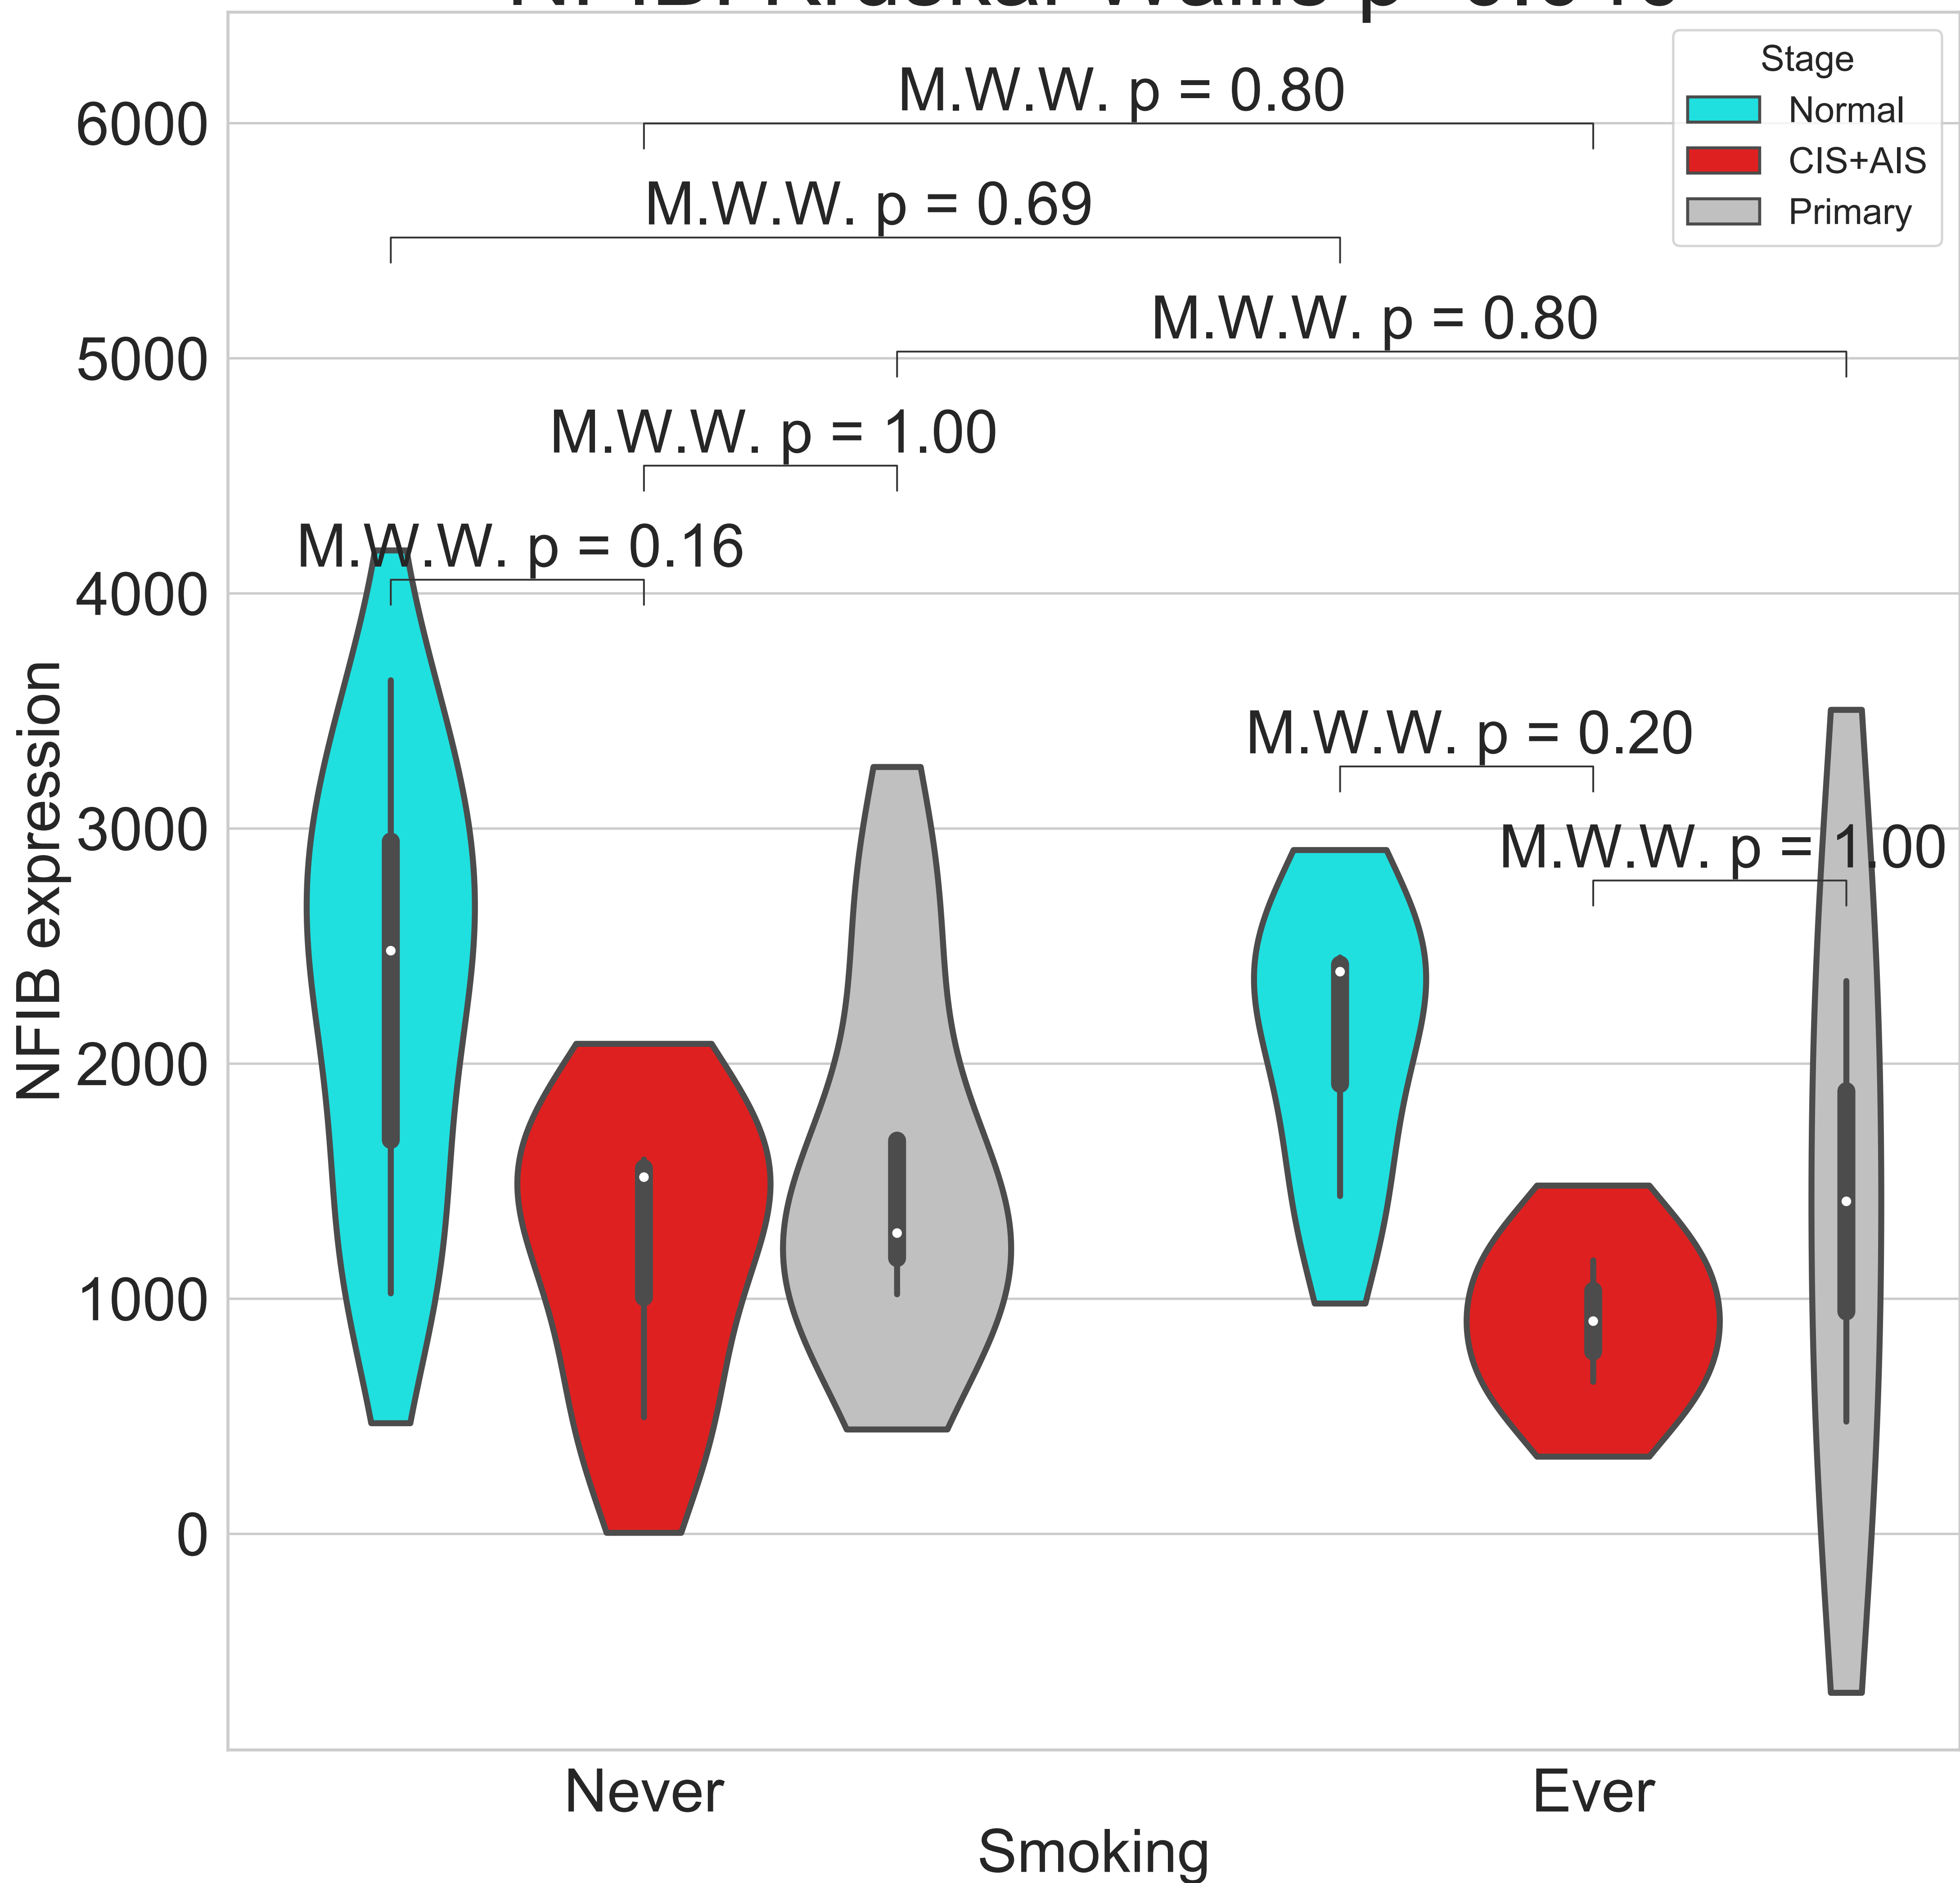 Stage
Normal
CIS+AIS
Primary
M.W.W. p = 0.80
M.W.W. p = 0.69
M.W.W. p = 0.80
M.W.W. p = 1.00
M.W.W. p = 0.16
M.W.W. p = 0.20
M.W.W. p = 1.00
6000
5000
4000
3000
2000
1000
0
NFIB expression
Never
Ever
Smoking